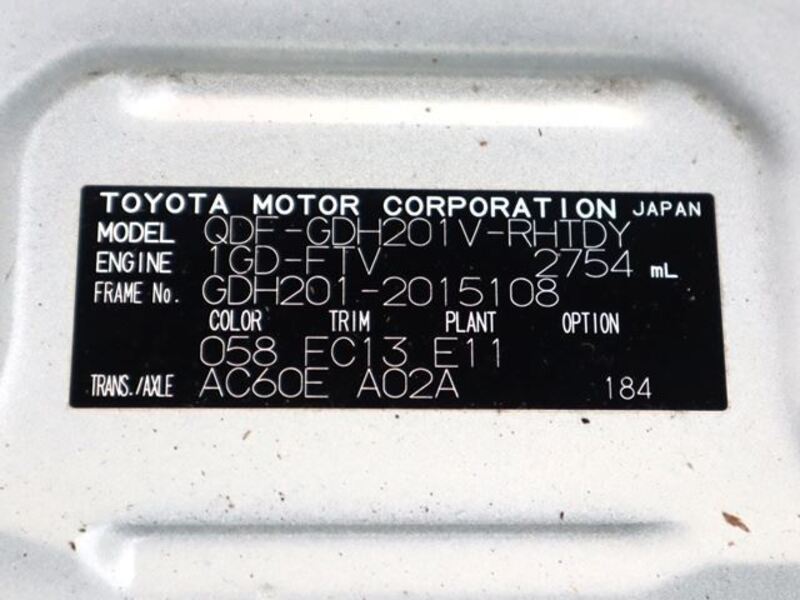 TOYOTA MOTOR CORPORATION JAPAN
MODEL QDF-GDH201V-RHTDY
ENGINE 1GD-FTV 2754 mL
FRAME No. GDH201-2015108
COLOR TRIM PLANT OPTION
058 FC13 E11
TRANS./AXLE AC60E A02A 184